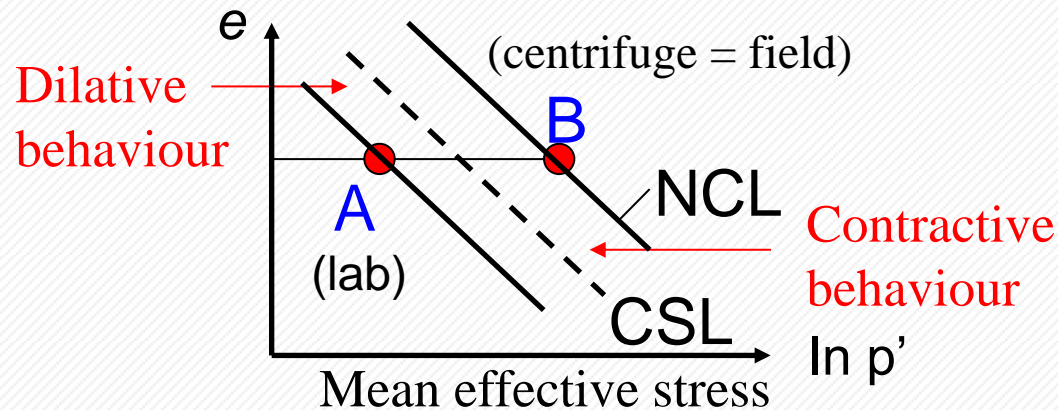 e
(centrifuge = field)
Dilative
behaviour
B
A
(lab)
NCL
Contractive
behaviour
CSL
ln p’
Mean effective stress